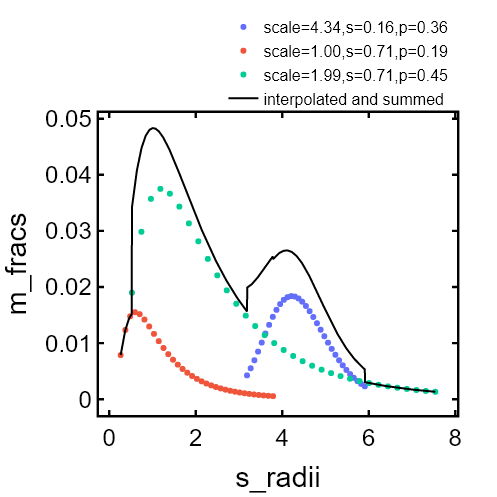 scale=4.34,s=0.16,p=0.36
scale=1.00,s=0.71,p=0.19
scale=1.99,s=0.71,p=0.45
interpolated and summed
0.05
0.04
0.03
0.02
0.01
0
m_fracs
0 2 4 6 8
s_radii